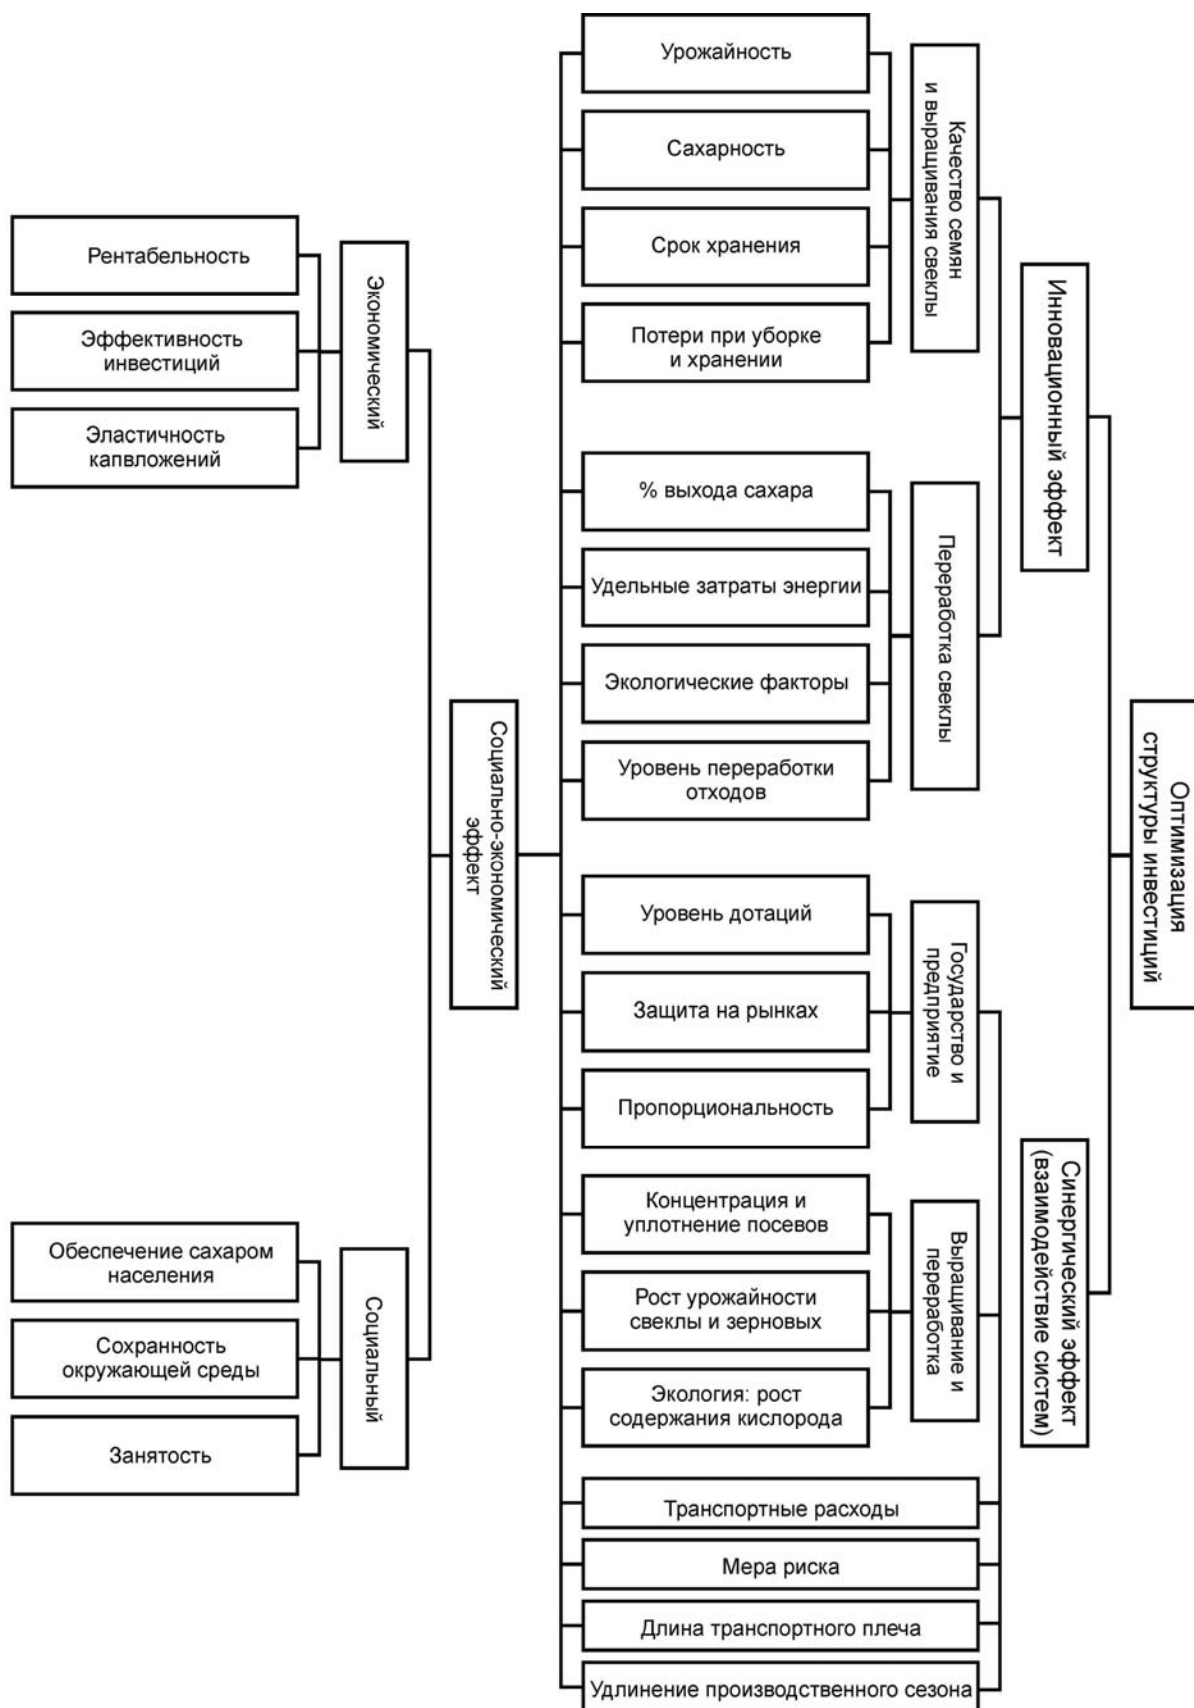 Оптимизация
структуры инвестиций
Инновационный эффект
Синергический эффект
(взаимодействие систем)
Качество семян
и выращивания свеклы
Переработка свеклы
Государство и
предприятие
Выращивание и
переработка
Урожайность
Сахарность
Срок хранения
Потери при уборке
и хранении
% выхода сахара
Удельные затраты энергии
Экологические факторы
Уровень переработки
отходов
Уровень дотаций
Защита на рынках
Пропорциональность
Концентрация и
уплотнение посевов
Рост урожайности
свеклы и зерновых
Экология: рост
содержания кислорода
Транспортные расходы
Мера риска
Длина транспортного плеча
Удлинение производственного сезона
Социально-экономический
эффект
Экономический
Социальный
Рентабельность
Эффективность
инвестиций
Эластичность
капвложений
Обеспечение сахаром
населения
Сохранность
окружающей среды
Занятость